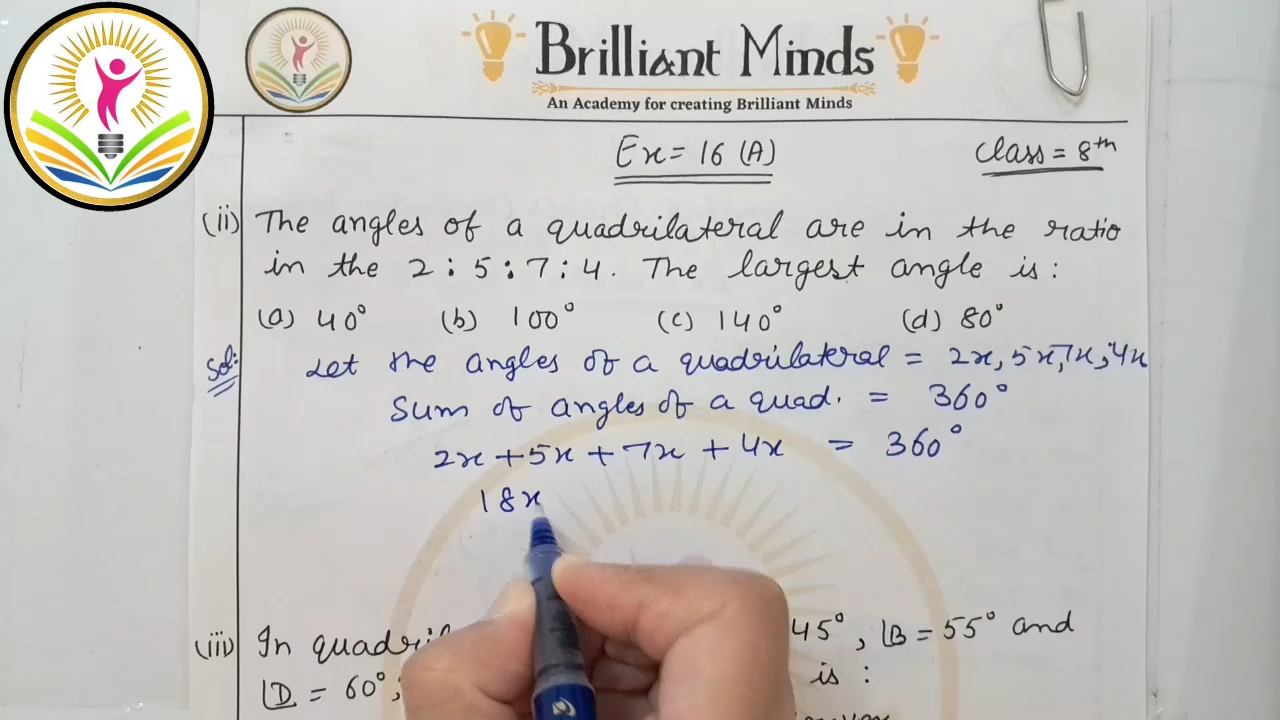 Brilliant Minds
An Academy for creating Brilliant Minds
Ex = 16 (A)
Class = 8th
(ii) The angles of a quadrilateral are in the ratio
in the 2 : 5 : 7 : 4. The largest angle is :
(a) 40° (b) 100° (c) 140° (d) 80°
Sol: Let the angles of a quadrilateral = 2x, 5x, 7x, 4x
Sum of angles of a quad. = 360°
2x + 5x + 7x + 4x = 360°
18x
(iii) In 45°, ∠B = 55° and
∠D = 60°, is :